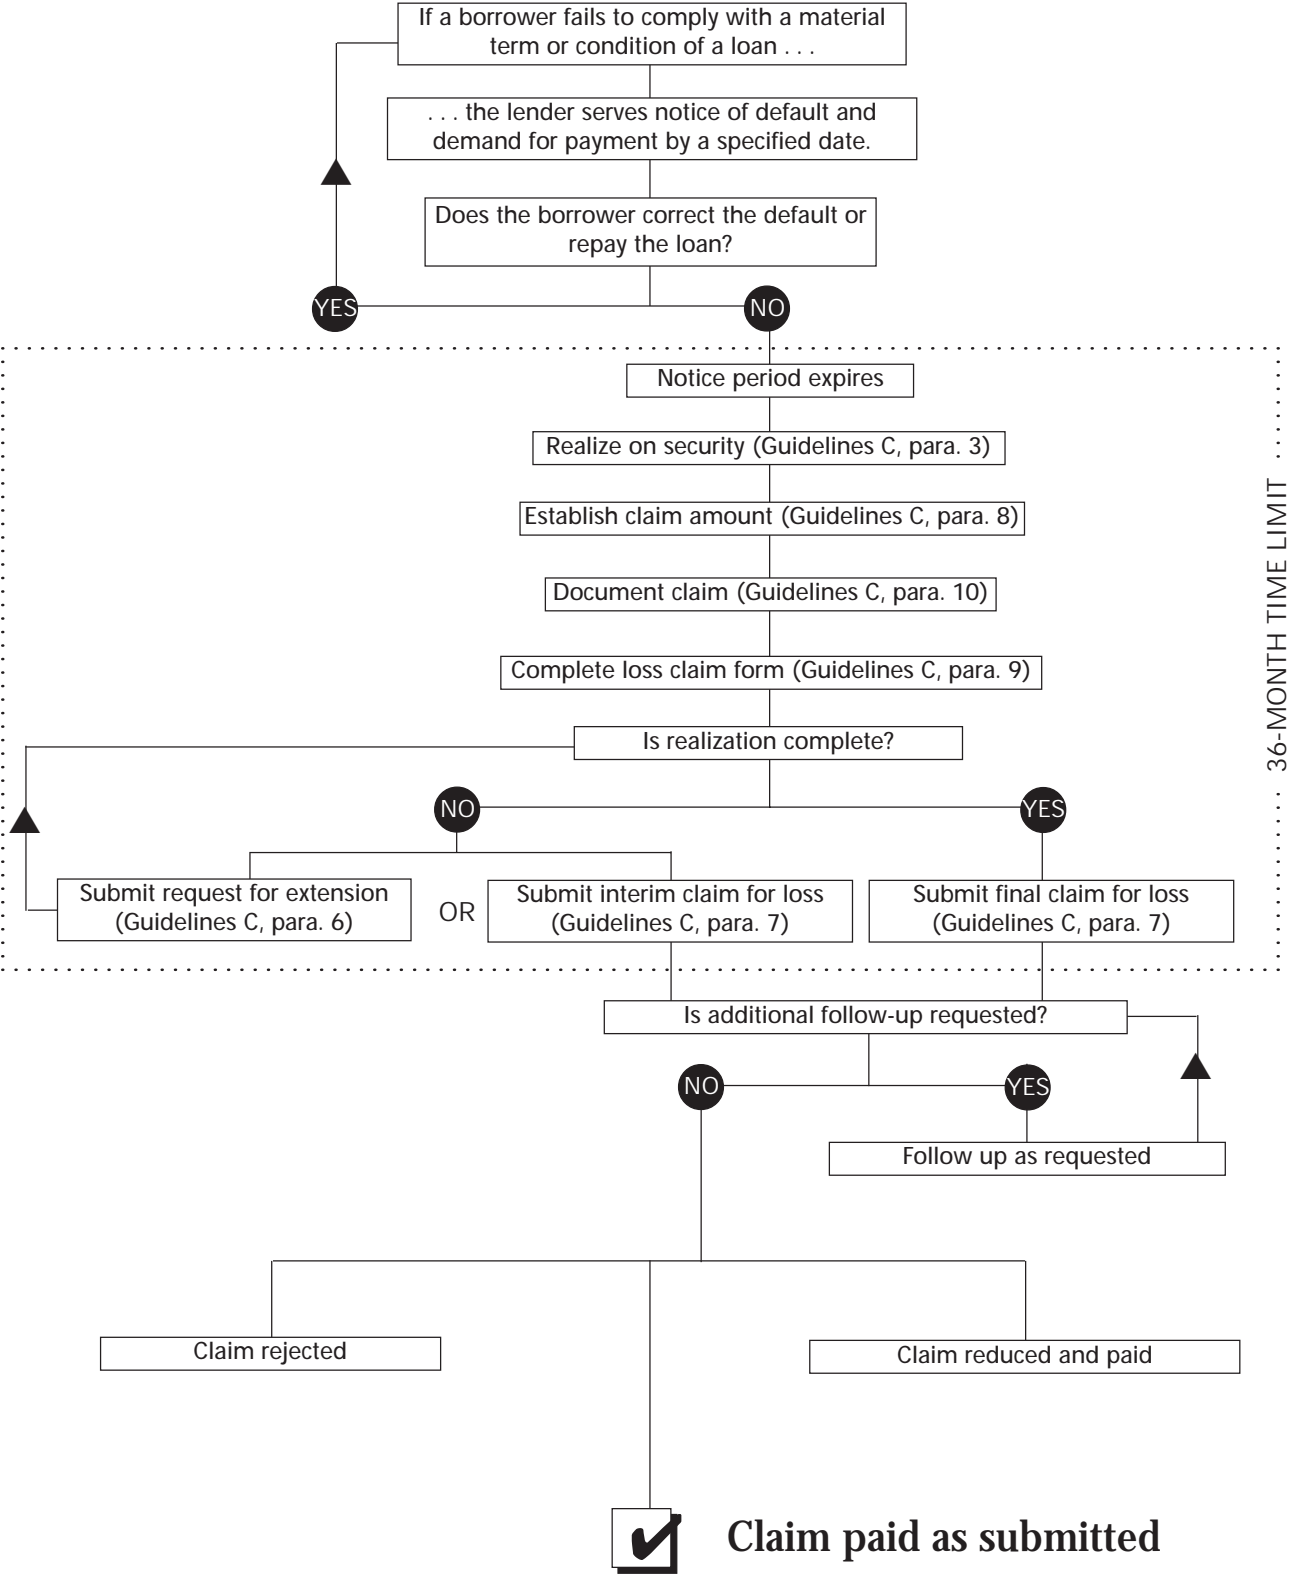 If a borrower fails to comply with a material
term or condition of a loan . . .
. . . the lender serves notice of default and
demand for payment by a specified date.
Does the borrower correct the default or
repay the loan?
YES
NO
Notice period expires
Realize on security (Guidelines C, para. 3)
Establish claim amount (Guidelines C, para. 8)
Document claim (Guidelines C, para. 10)
Complete loss claim form (Guidelines C, para. 9)
Is realization complete?
36-MONTH TIME LIMIT
NO
YES
Submit request for extension
(Guidelines C, para. 6)
OR
Submit interim claim for loss
(Guidelines C, para. 7)
Submit final claim for loss
(Guidelines C, para. 7)
Is additional follow-up requested?
NO
YES
Follow up as requested
Claim rejected
Claim reduced and paid
Claim paid as submitted